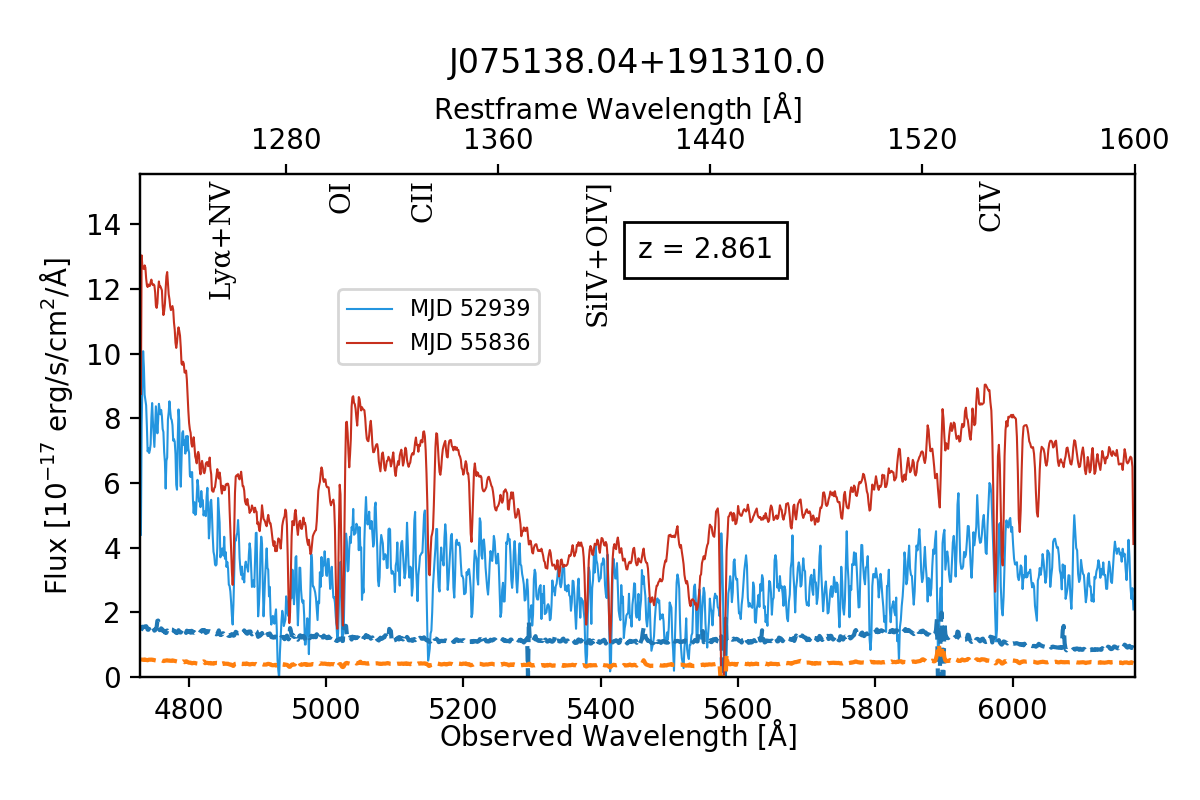 J075138.04+191310.0
Restframe Wavelength [Å]
1280 1360 1440 1520 1600
Lyα+NV
OI
CII
SiIV+OIV]
CIV
z = 2.861
MJD 52939
MJD 55836
Flux [10⁻¹⁷ erg/s/cm²/Å]
14
12
10
8
6
4
2
0
4800 5000 5200 5400 5600 5800 6000
Observed Wavelength [Å]